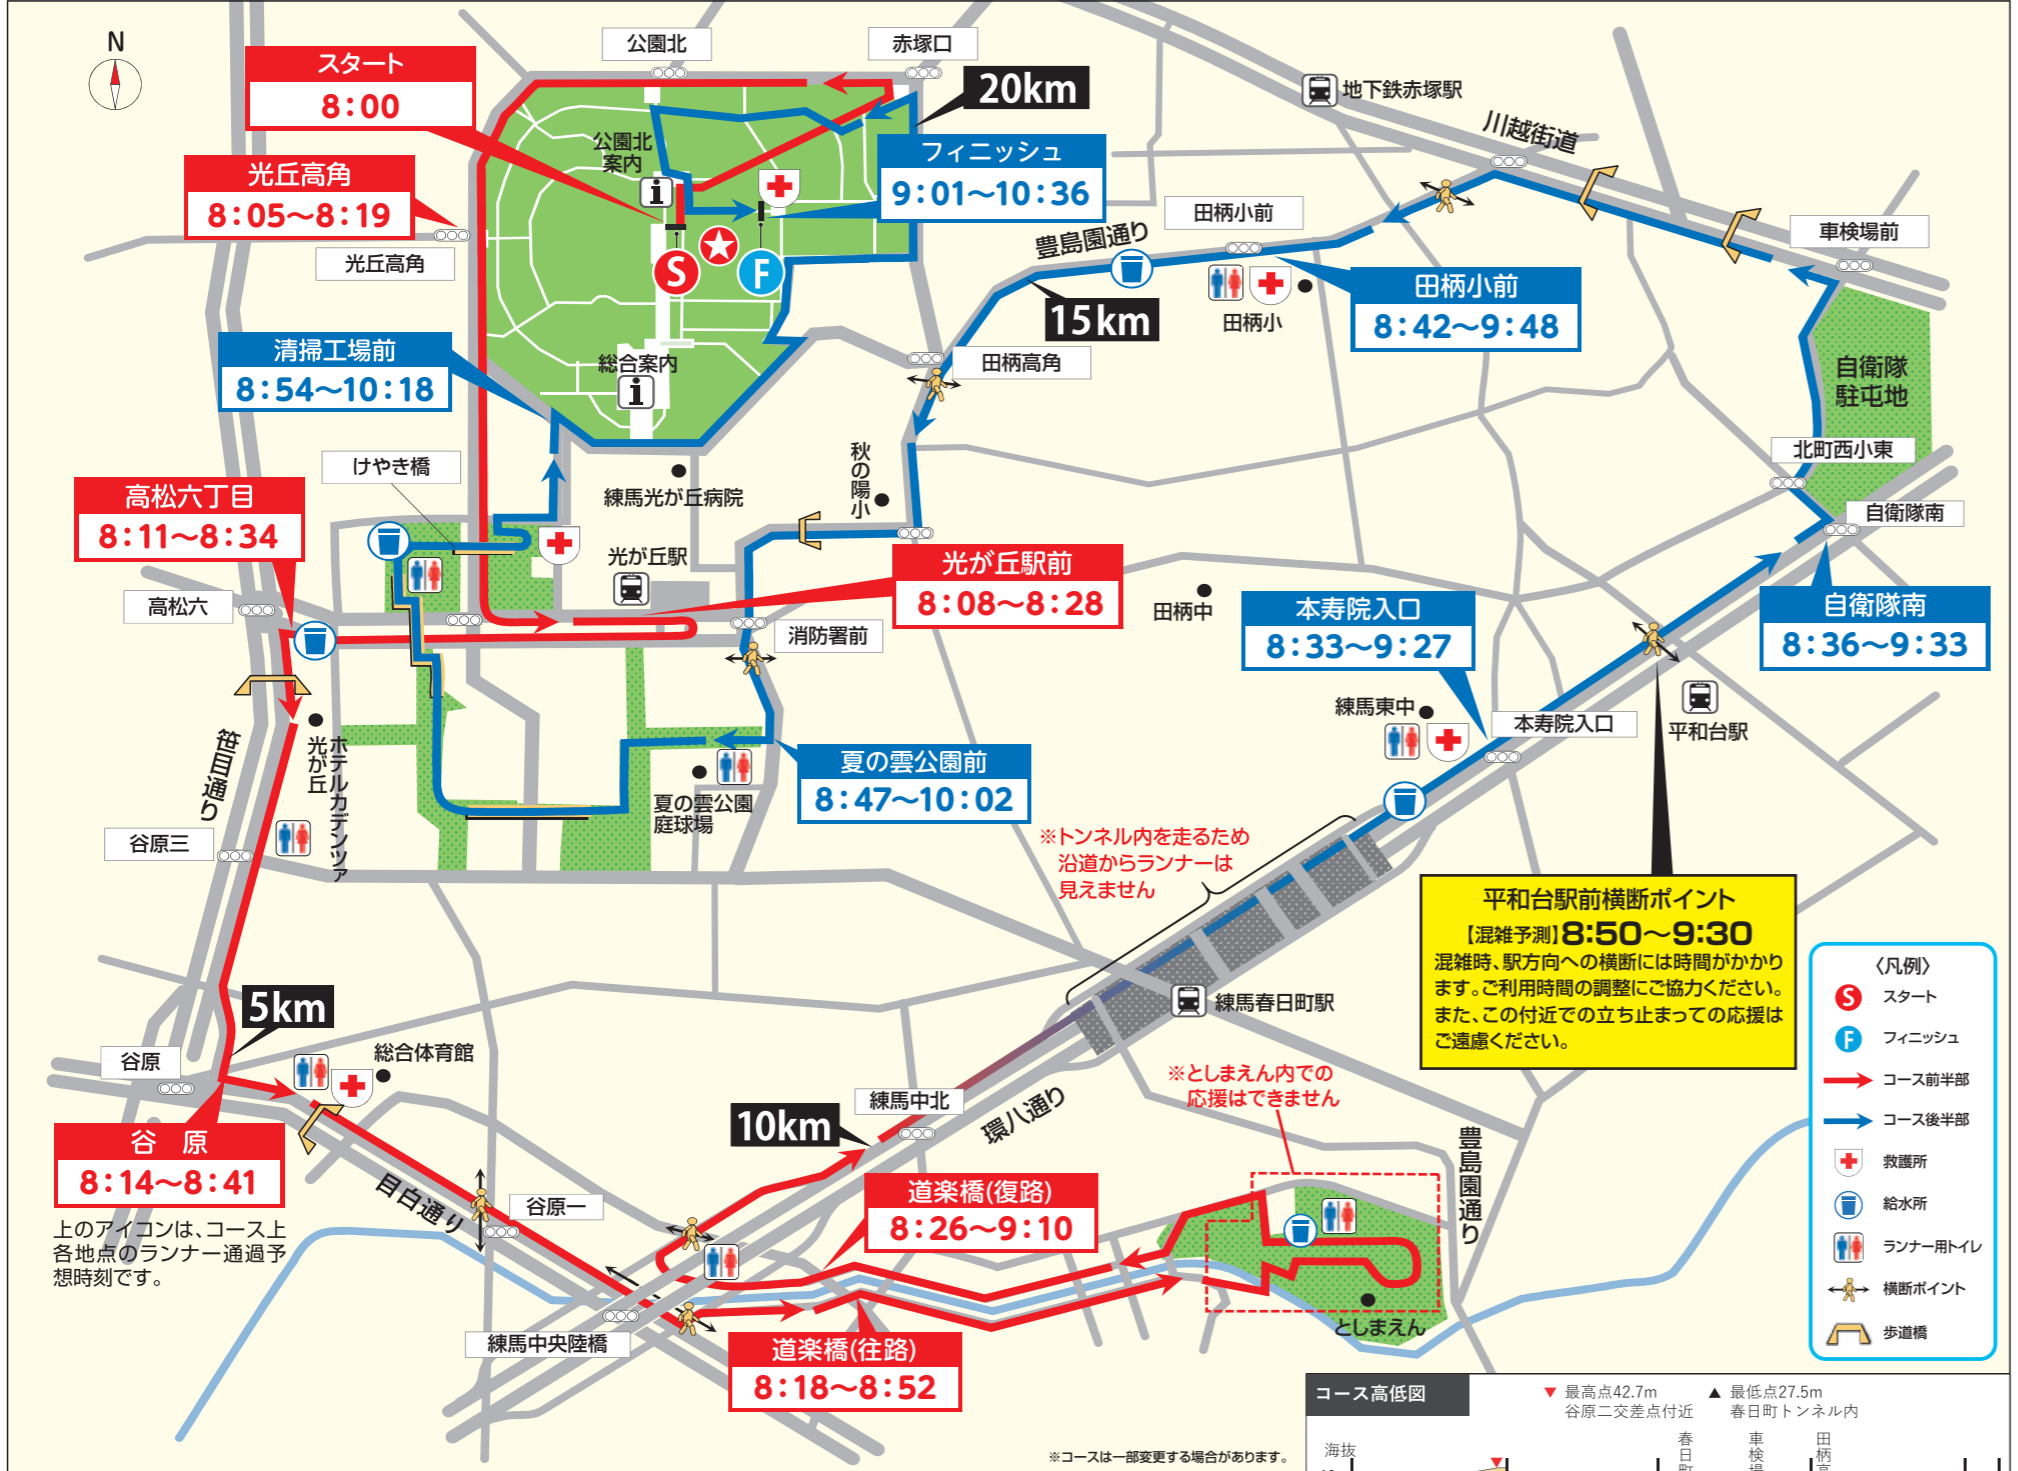 N
公園北
赤塚口
スタート
8:00
20km
地下鉄赤塚駅
川越街道
公園北
案内
フィニッシュ
9:01～10:36
光丘高角
8:05～8:19
光丘高角
田柄小前
豊島園通り
車検場前
S
F
15km
田柄小
田柄小前
8:42～9:48
清掃工場前
8:54～10:18
総合案内
田柄高角
自衛隊
駐屯地
けやき橋
秋の陽小
北町西小東
練馬光が丘病院
高松六丁目
8:11～8:34
自衛隊南
光が丘駅
光が丘駅前
8:08～8:28
高松六
消防署前
田柄中
本寿院入口
8:33～9:27
自衛隊南
8:36～9:33
練馬東中
本寿院入口
平和台駅
笹目通り
ホテルカデンツァ
光が丘
夏の雲公園前
8:47～10:02
夏の雲公園
庭球場
谷原三
※トンネル内を走るため
沿道からランナーは
見えません
平和台駅前横断ポイント
【混雑予測】8:50～9:30
混雑時、駅方向への横断には時間がかかり
ます。ご利用時間の調整にご協力ください。
また、この付近での立ち止まっての応援は
ご遠慮ください。
〈凡例〉
S スタート
F フィニッシュ
コース前半部
コース後半部
救護所
給水所
ランナー用トイレ
横断ポイント
歩道橋
5km
練馬春日町駅
谷原
総合体育館
※としまえん内での
応援はできません
練馬中北
10km
環八通り
谷 原
8:14～8:41
上のアイコンは、コース上
各地点のランナー通過予
想時刻です。
目白通り
谷原一
道楽橋(復路)
8:26～9:10
豊島園通り
としまえん
練馬中央陸橋
道楽橋(往路)
8:18～8:52
※コースは一部変更する場合があります。
コース高低図
▼ 最高点42.7m
谷原二交差点付近
▲ 最低点27.5m
春日町トンネル内
海抜
春日町
車検場
田柄高